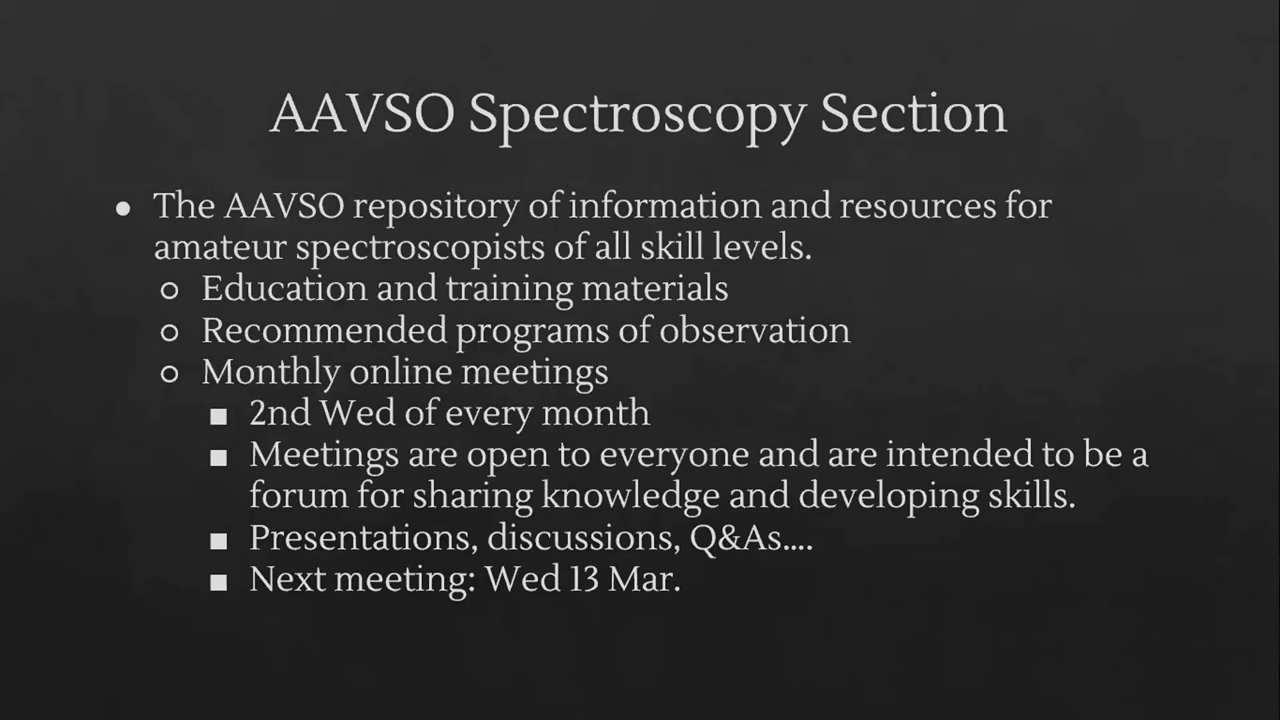 AAVSO Spectroscopy Section
● The AAVSO repository of information and resources for
amateur spectroscopists of all skill levels.
○ Education and training materials
○ Recommended programs of observation
○ Monthly online meetings
■ 2nd Wed of every month
■ Meetings are open to everyone and are intended to be a
forum for sharing knowledge and developing skills.
■ Presentations, discussions, Q&As....
■ Next meeting: Wed 13 Mar.